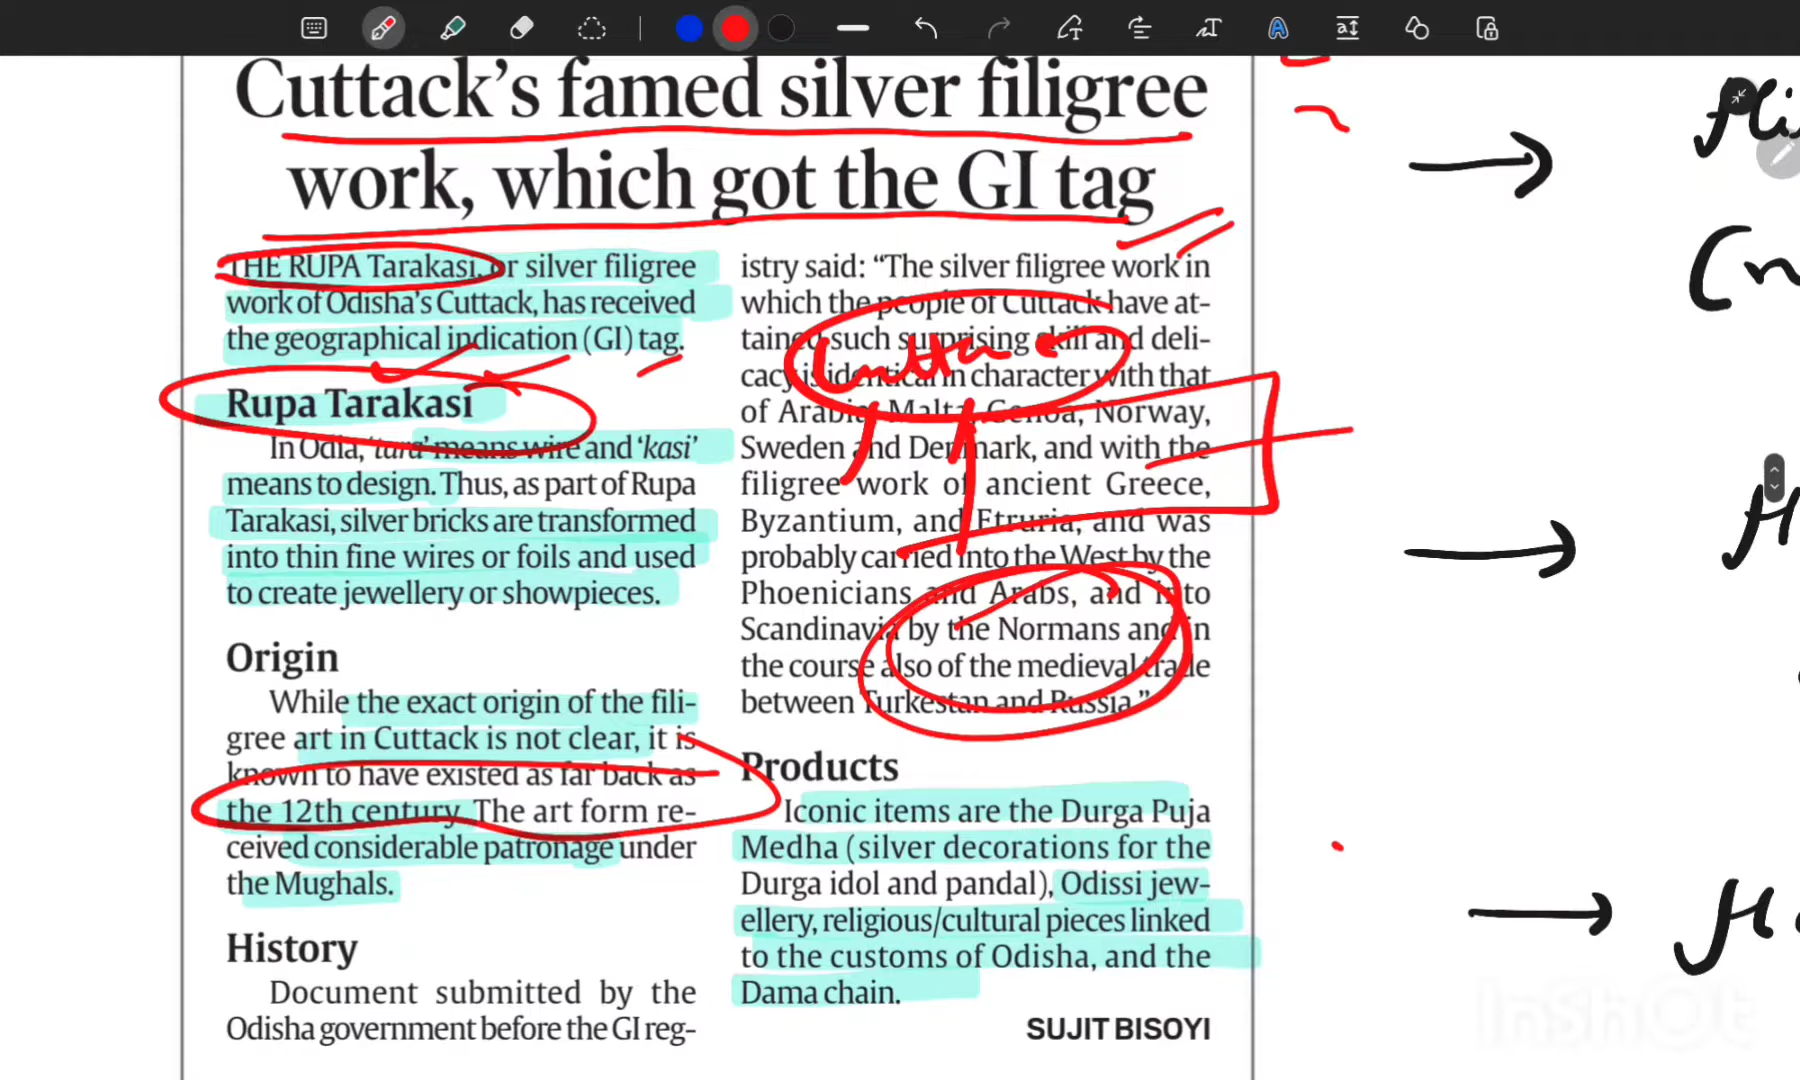 Cuttack's famed silver filigree
work, which got the GI tag
THE RUPA Tarakasi, or silver filigree
work of Odisha's Cuttack, has received
the geographical indication (GI) tag.
Rupa Tarakasi
In Odia, 'tara' means wire and 'kasi'
means to design. Thus, as part of Rupa
Tarakasi, silver bricks are transformed
into thin fine wires or foils and used
to create jewellery or showpieces.
Origin
While the exact origin of the fili-
gree art in Cuttack is not clear, it is
known to have existed as far back as
the 12th century. The art form re-
ceived considerable patronage under
the Mughals.
History
Document submitted by the
Odisha government before the GI reg-
istry said: “The silver filigree work in
which the people of Cuttack have at-
tained such surprising skill and deli-
cacy is identical in character with that
of Arabia, Malta, Genoa, Norway,
Sweden and Denmark, and with the
filigree work of ancient Greece,
Byzantium, and Etruria, and was
probably carried into the West by the
Phoenicians and Arabs, and into
Scandinavia by the Normans and in
the course also of the medieval trade
between Turkestan and Russia.”
Products
Iconic items are the Durga Puja
Medha (silver decorations for the
Durga idol and pandal), Odissi jew-
ellery, religious/cultural pieces linked
to the customs of Odisha, and the
Dama chain.
SUJIT BISOYI
InShOt